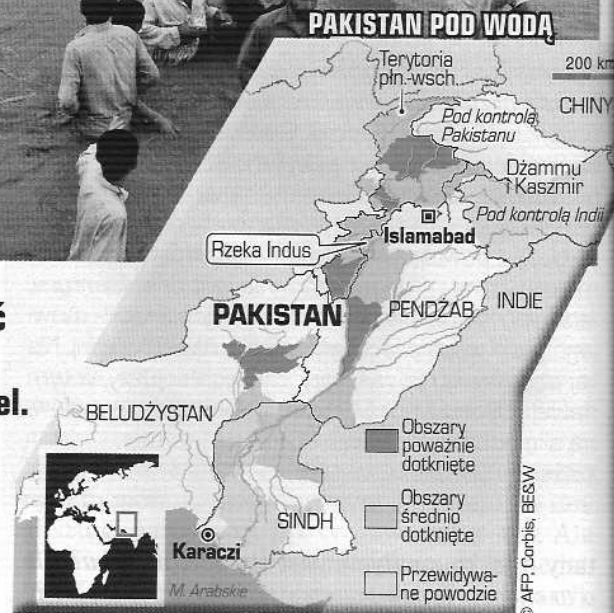 PAKISTAN POD WODĄ
Terytoria
płn.-wsch.
200 km
CHINY
Pod kontrolą
Pakistanu
Dżammu
i Kaszmir
Pod kontrolą Indii
Islamabad
Rzeka Indus
PAKISTAN
PENDŻAB
INDIE
ć
el.
BELUDŻYSTAN
Obszary
poważnie
dotknięte
Obszary
średnio
dotknięte
SINDH
Karaczi
Przewidywa-
ne powodzie
M. Arabskie
© AFP, Corbis, BE&W